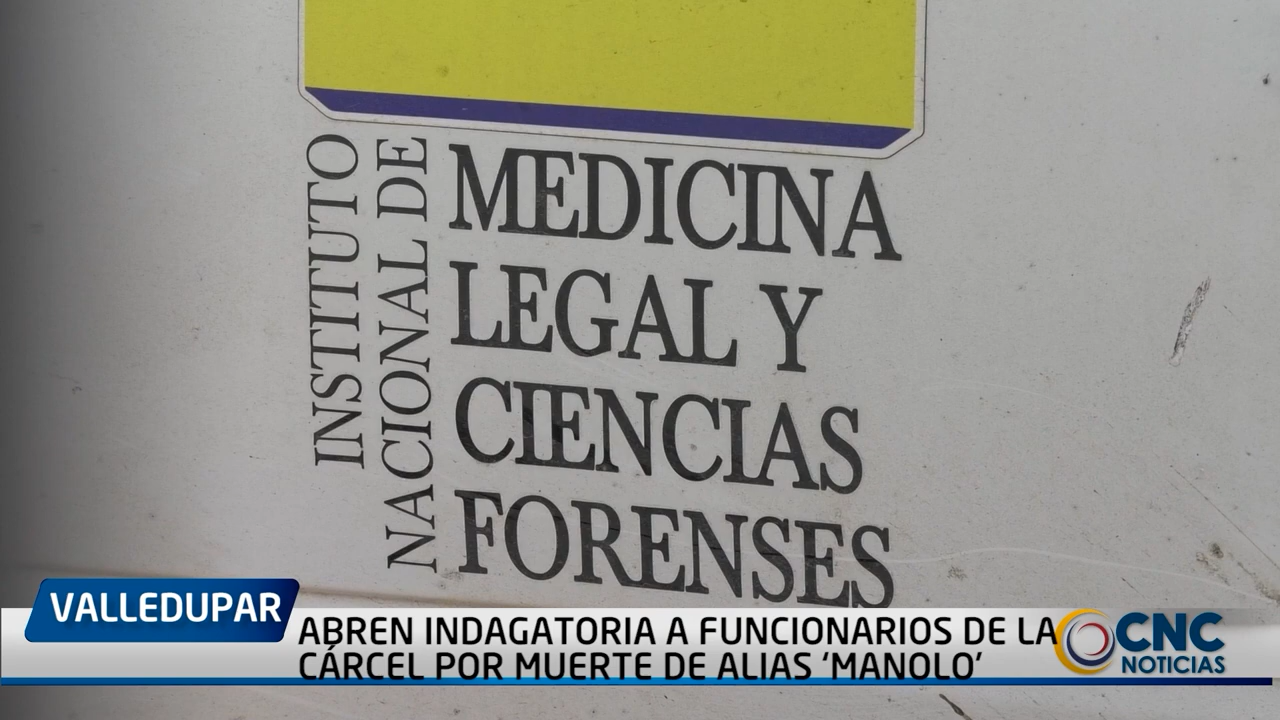 INSTITUTO
NACIONAL DE
MEDICINA
LEGAL Y
CIENCIAS
FORENSES
VALLEDUPAR
ABREN INDAGATORIA A FUNCIONARIOS DE LA
CÁRCEL POR MUERTE DE ALIAS ‘MANOLO’
CNC
NOTICIAS